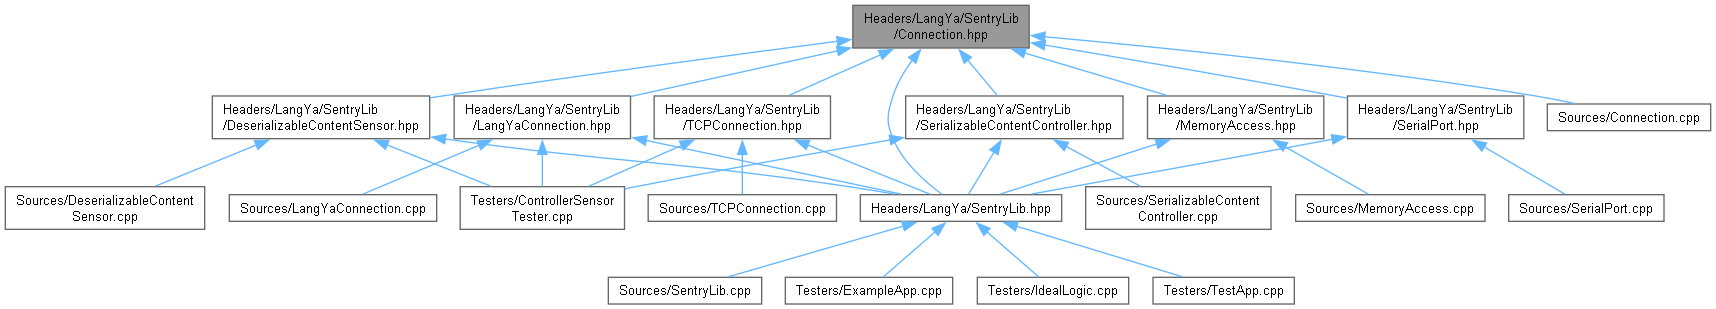 Headers/LangYa/SentryLib
/Connection.hpp
Headers/LangYa/SentryLib
/DeserializableContentSensor.hpp
Headers/LangYa/SentryLib
/LangYaConnection.hpp
Headers/LangYa/SentryLib
/TCPConnection.hpp
Headers/LangYa/SentryLib
/SerializableContentController.hpp
Headers/LangYa/SentryLib
/MemoryAccess.hpp
Headers/LangYa/SentryLib
/SerialPort.hpp
Sources/Connection.cpp
Sources/DeserializableContent
Sensor.cpp
Sources/LangYaConnection.cpp
Testers/ControllerSensor
Tester.cpp
Sources/TCPConnection.cpp
Headers/LangYa/SentryLib.hpp
Sources/SerializableContent
Controller.cpp
Sources/MemoryAccess.cpp
Sources/SerialPort.cpp
Sources/SentryLib.cpp
Testers/ExampleApp.cpp
Testers/IdealLogic.cpp
Testers/TestApp.cpp